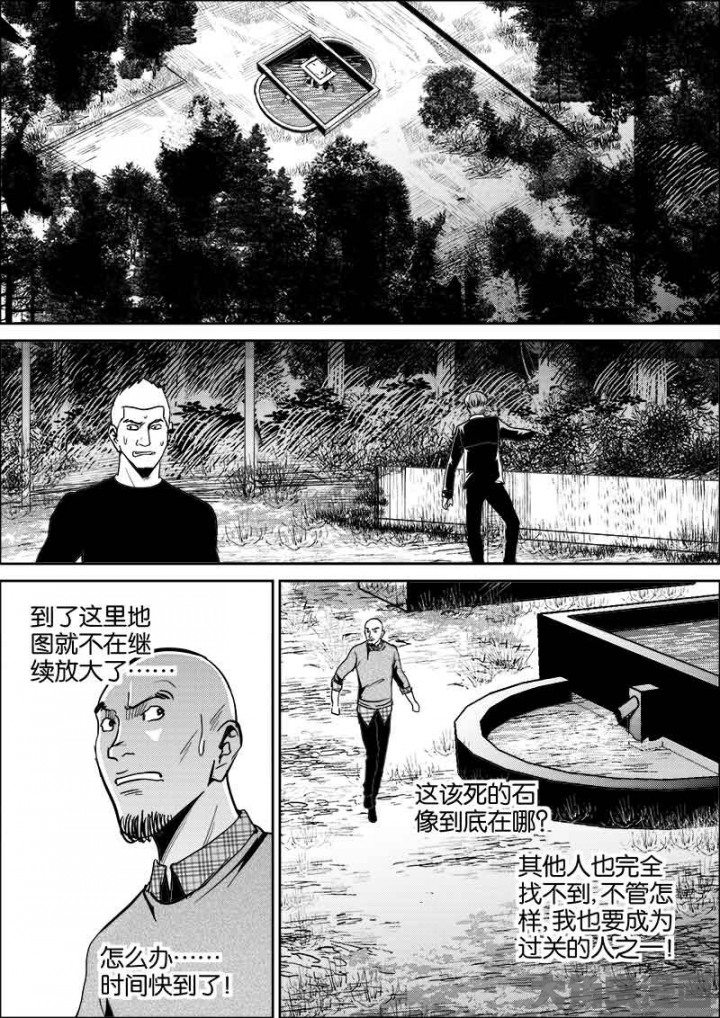 到了这里地
图就不在继
续放大了……
怎么办……
时间快到了！
这该死的石
像到底在哪？
其他人也完全
找不到，不管怎
样，我也要成为
过关的人之一！